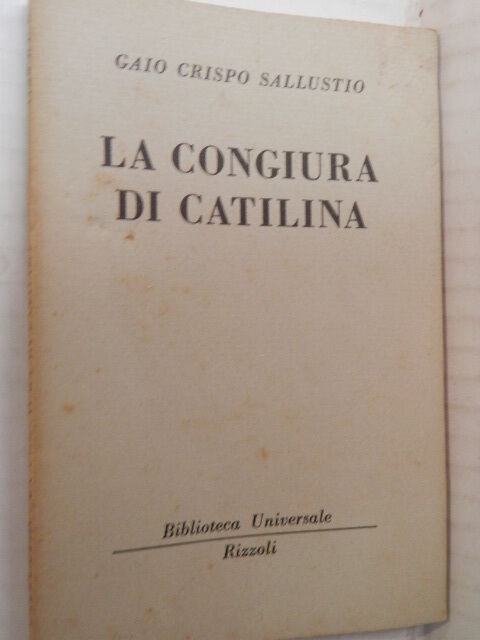 GAIO CRISPO SALLUSTIO
LA CONGIURA
DI CATILINA
Biblioteca Universale
Rizzoli